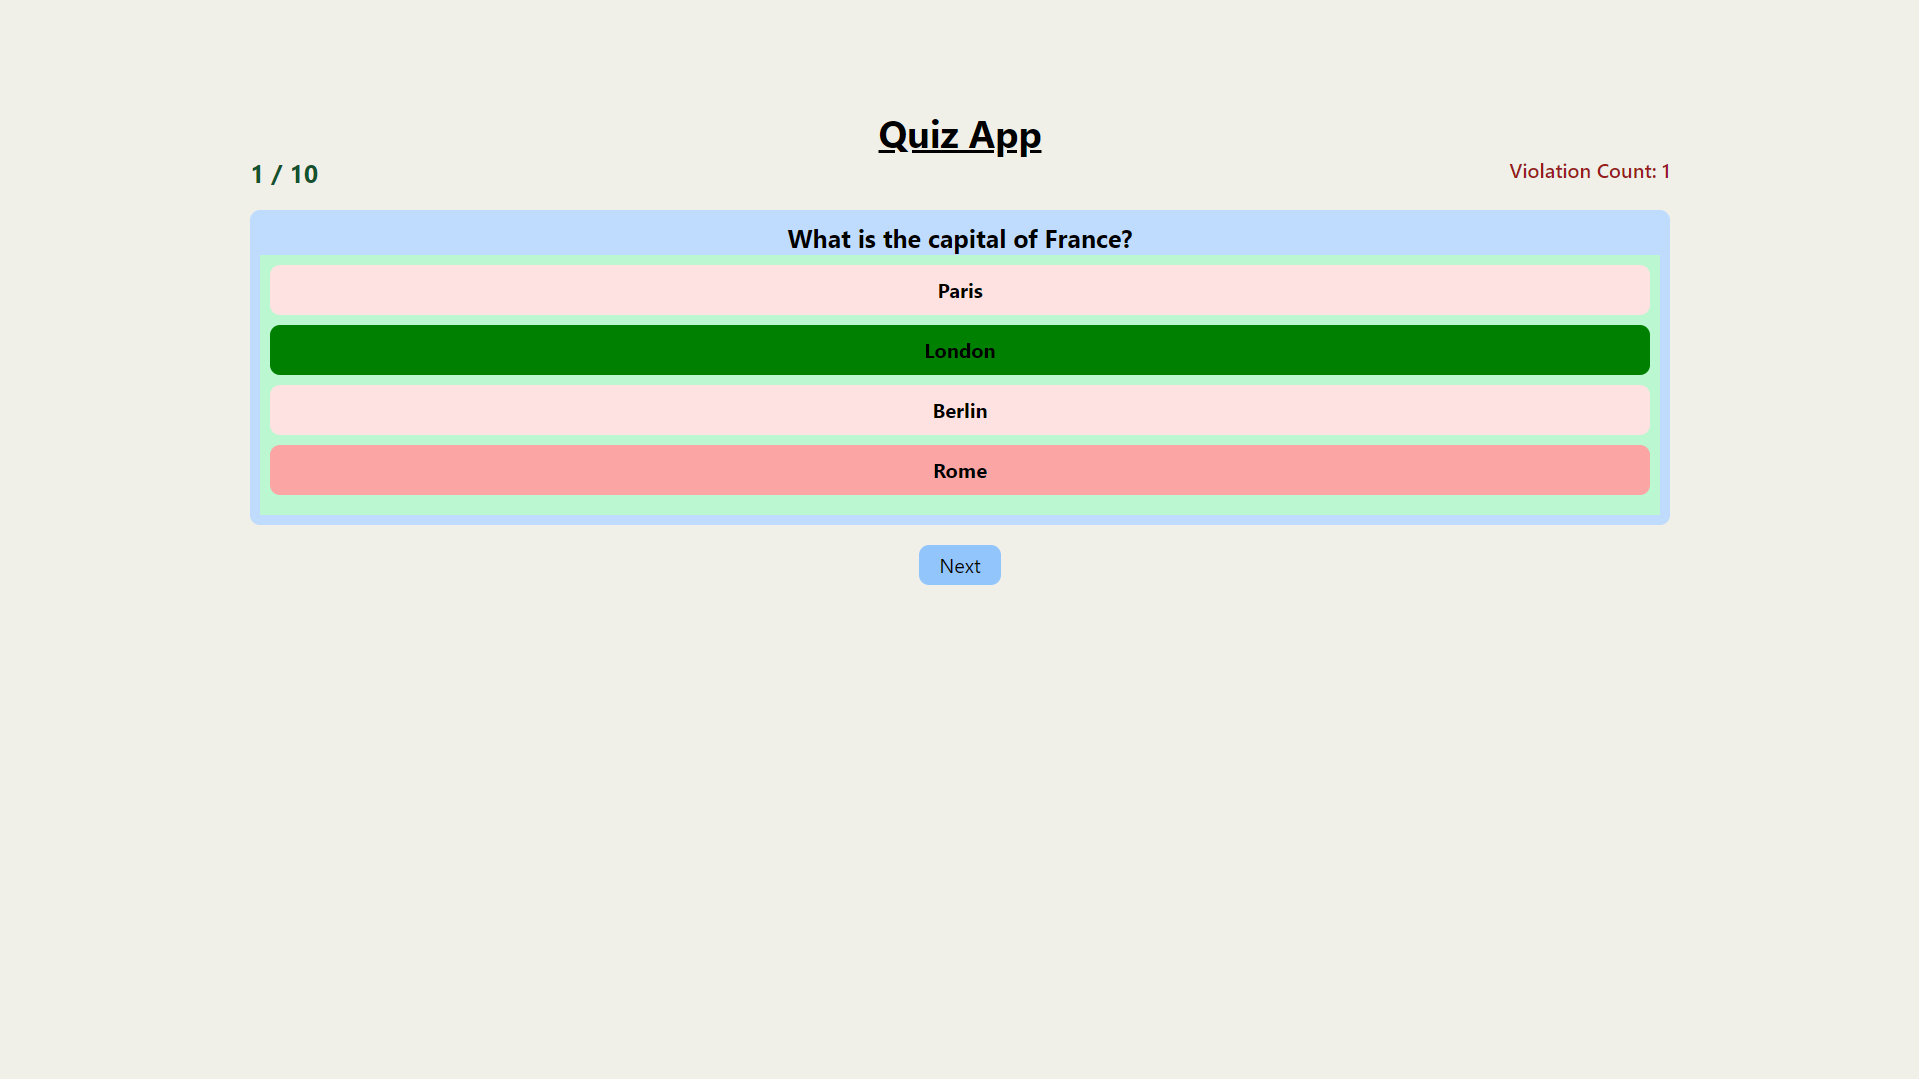 Quiz App
1 / 10
Violation Count: 1
What is the capital of France?
Paris
London
Berlin
Rome
Next